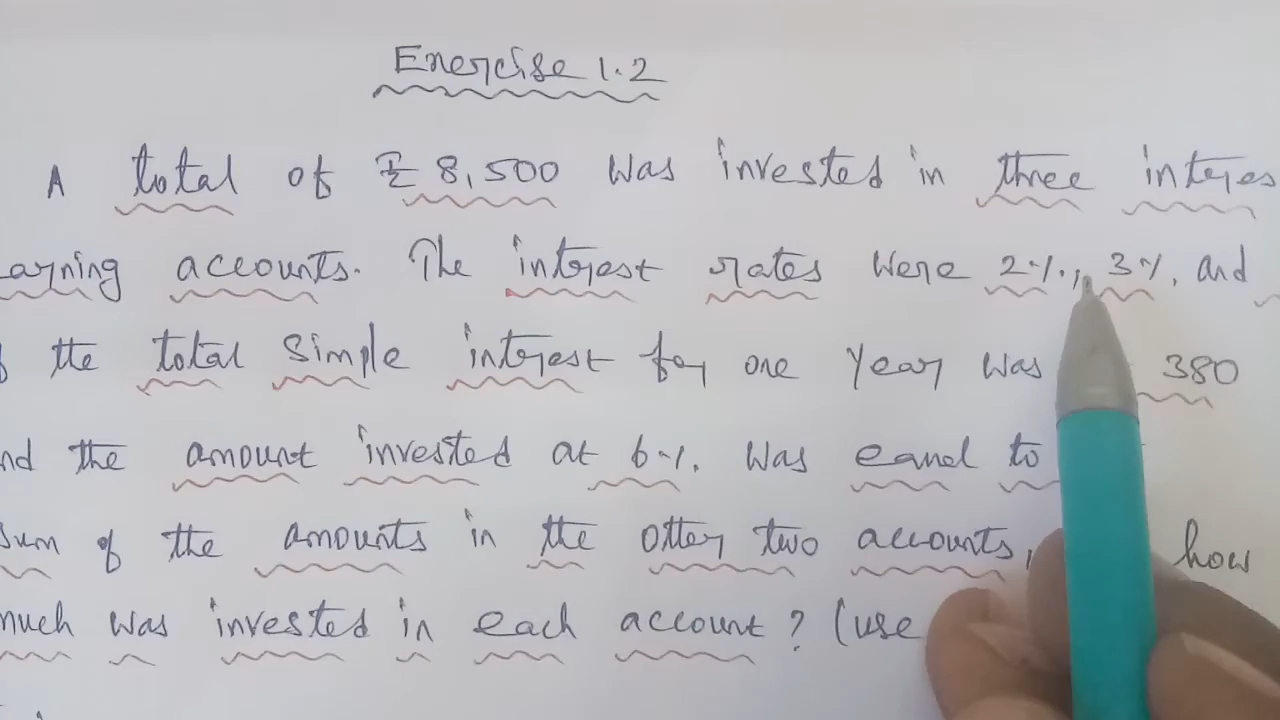 Exercise 1.2
A total of ₹ 8,500 was invested in three interes
arning accounts. The interest rates were 2%., 3%, and
the total simple interest for one year was 380
nd the amount invested at 6%. was eaual to
sum of the amounts in the other two accounts, how
much was invested in each account? (use